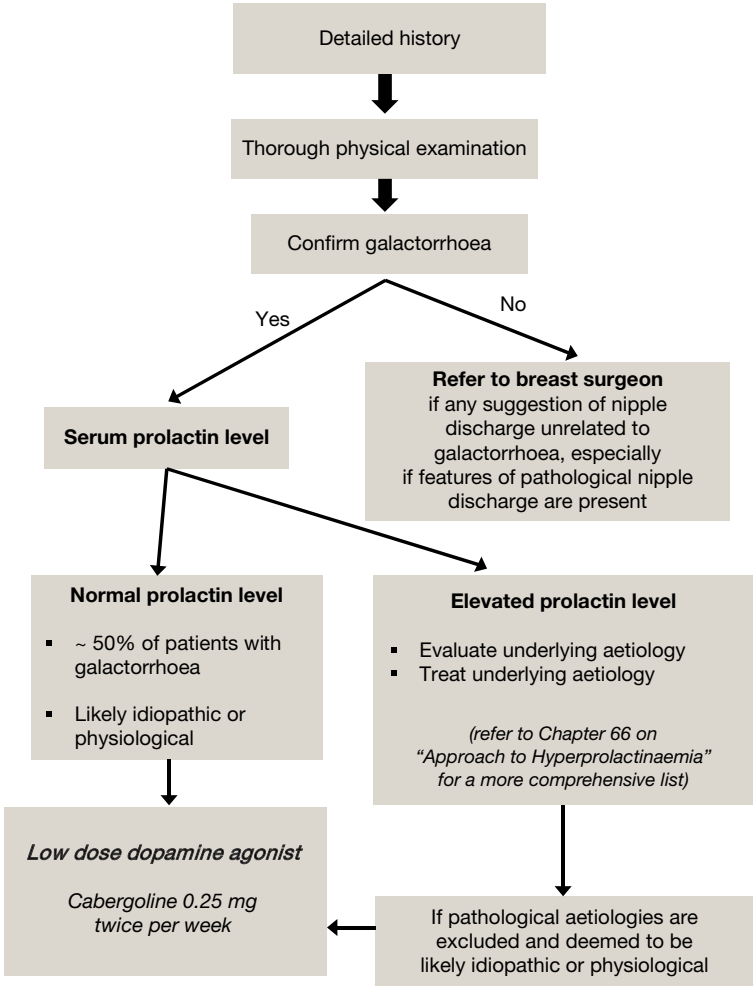 Detailed history
Thorough physical examination
Confirm galactorrhoea
Yes
No
Refer to breast surgeon
if any suggestion of nipple
discharge unrelated to
galactorrhoea, especially
if features of pathological nipple
discharge are present
Serum prolactin level
Normal prolactin level
▪ ~ 50% of patients with
galactorrhoea
▪ Likely idiopathic or
physiological
Elevated prolactin level
▪ Evaluate underlying aetiology
▪ Treat underlying aetiology
(refer to Chapter 66 on
“Approach to Hyperprolactinaemia”
for a more comprehensive list)
Low dose dopamine agonist
Cabergoline 0.25 mg
twice per week
If pathological aetiologies are
excluded and deemed to be
likely idiopathic or physiological